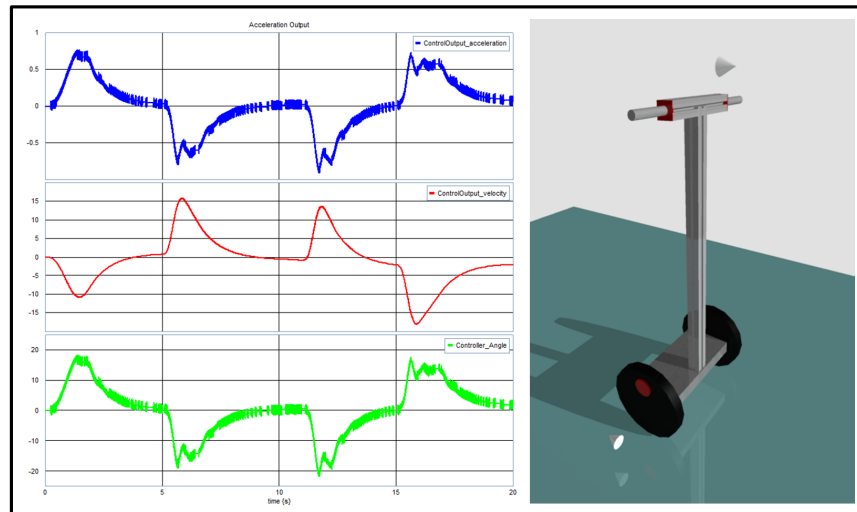 Acceleration Output
1
0.5
0
-0.5
ControlOutput_acceleration
15
10
5
0
-5
-10
-15
ControlOutput_velocity
20
10
0
-10
-20
Controller_Angle
0 5 10 15 20
time {s}